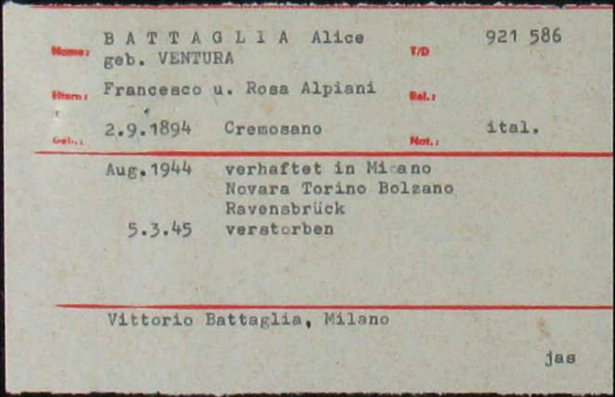 Name: B A T T A G L I A Alice T/D 921 586
geb. VENTURA
Eltern: Francesco u. Rosa Alpiani Rel.:
Geb.: 2.9.1894 Cremosano Nat.: ital.
Aug.1944 verhaftet in Milano
Novara Torino Bolzano
Ravensbrück
5.3.45 verstorben
Vittorio Battaglia, Milano
jas